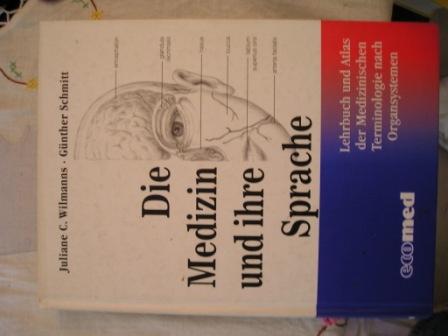 Juliane C. Wilmanns · Günther Schmitt
Die
Medizin
und ihre
Sprache
Lehrbuch und Atlas
der Medizinischen
Terminologie nach
Organsystemen
ecomed